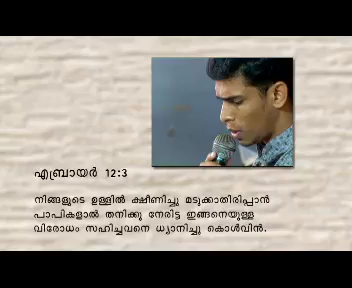 എബ്രായർ 12:3
നിങ്ങളുടെ ഉള്ളിൽ ക്ഷീണിച്ചു മടുക്കാതിരിപ്പാൻ
പാപികളാൽ തനിക്കു നേരിട്ട ഇങ്ങനെയുള്ള
വിരോധം സഹിച്ചവനെ ധ്യാനിച്ചു കൊൾവിൻ.